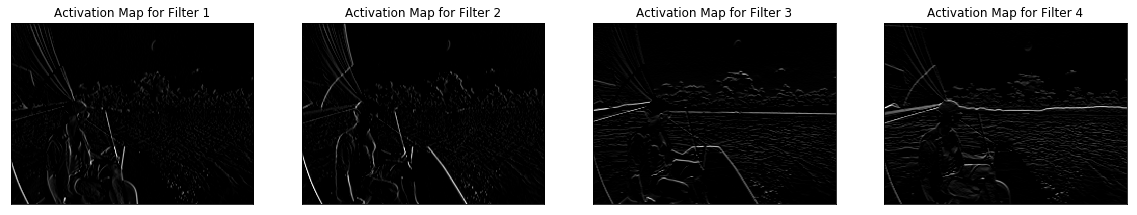 Activation Map for Filter 1
Activation Map for Filter 2
Activation Map for Filter 3
Activation Map for Filter 4